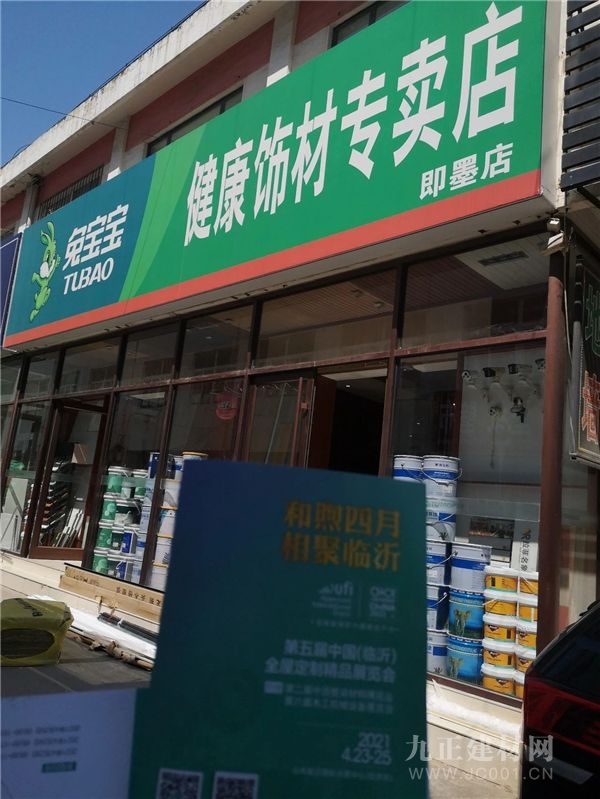 兔宝宝
TUBAO
健康饰材专卖店
即墨店
和煦四月
相聚临沂
ufi
第五届中国(临沂)
全屋定制精品展览会
2021
4.23-25
九正建材网
WWW.JC001.CN